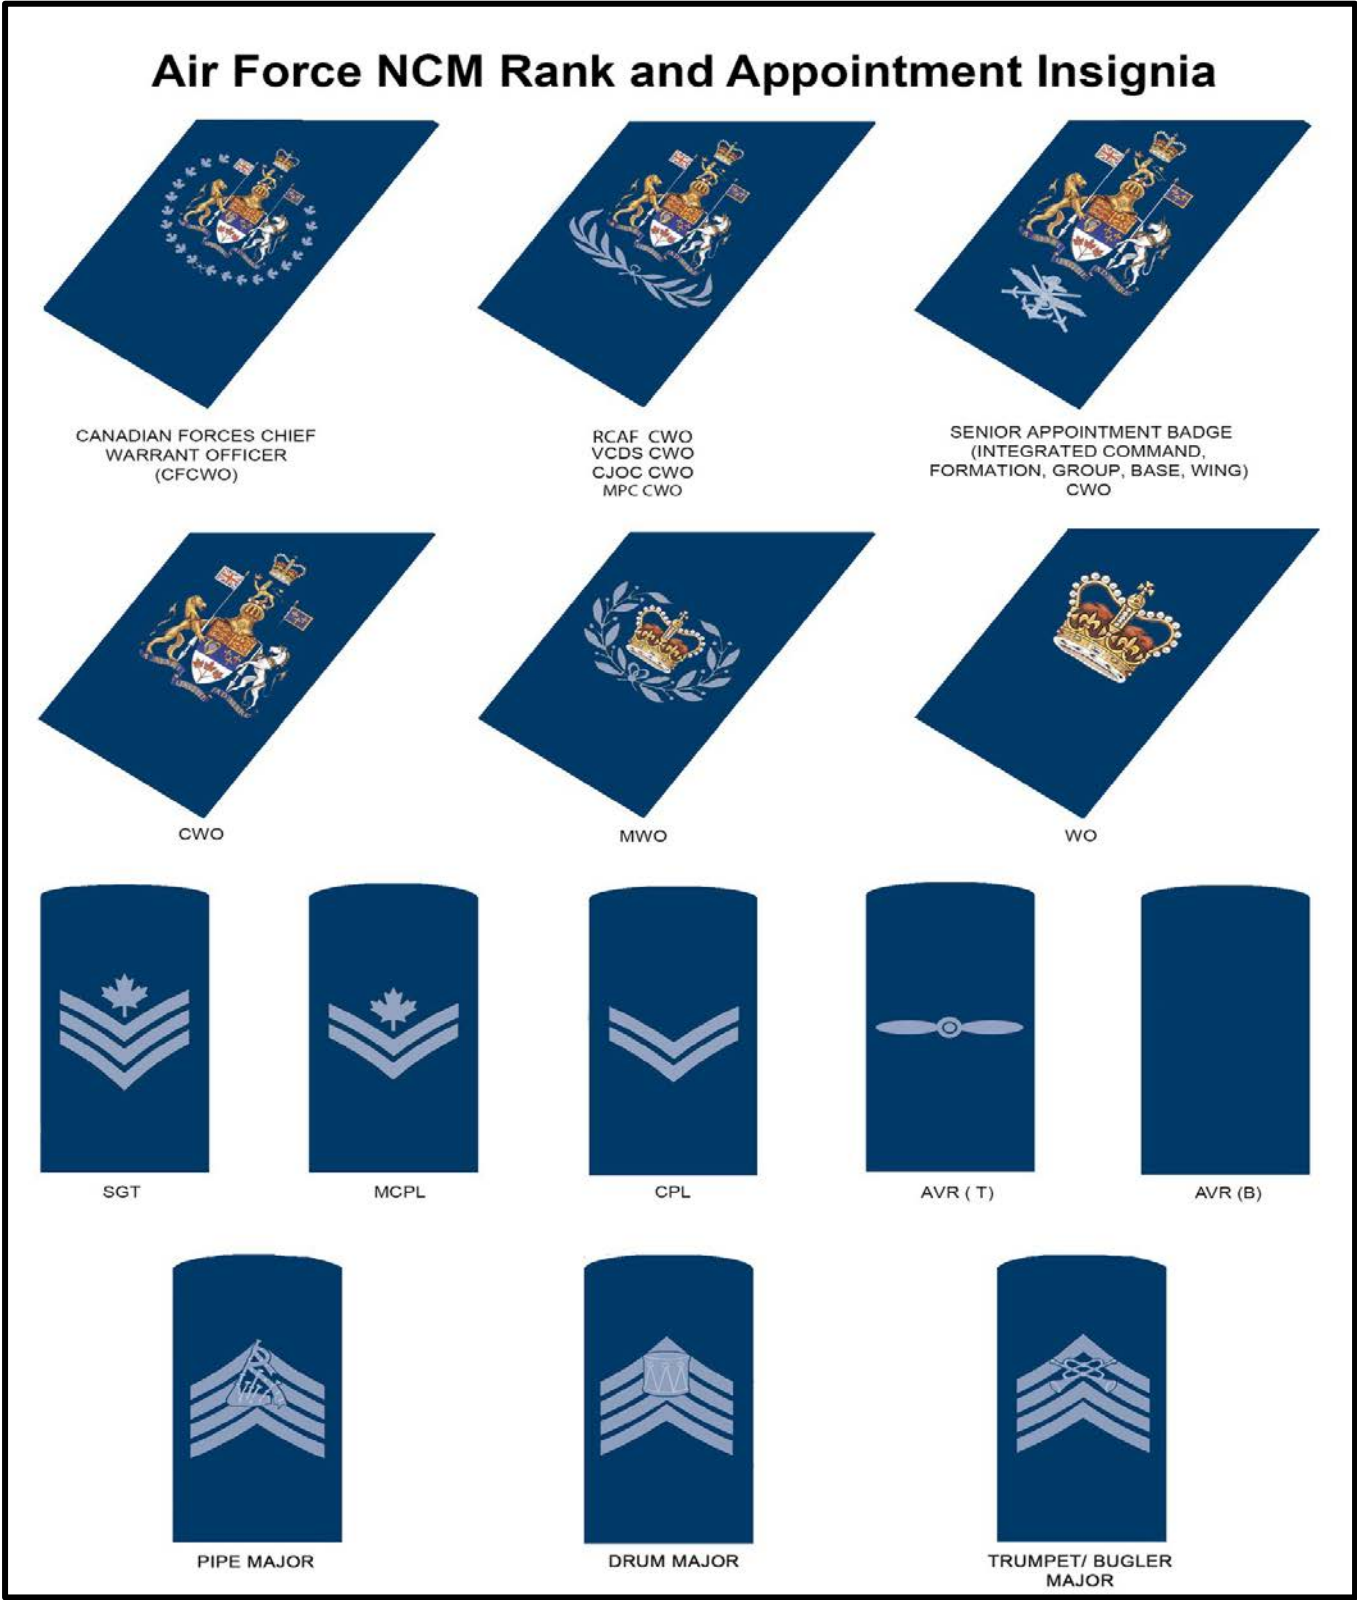 Air Force NCM Rank and Appointment Insignia
CANADIAN FORCES CHIEF
WARRANT OFFICER
(CFCWO)
RCAF CWO
VCDS CWO
CJOC CWO
MPC CWO
SENIOR APPOINTMENT BADGE
(INTEGRATED COMMAND,
FORMATION, GROUP, BASE, WING)
CWO
CWO
MWO
WO
SGT
MCPL
CPL
AVR ( T)
AVR (B)
PIPE MAJOR
DRUM MAJOR
TRUMPET/ BUGLER
MAJOR